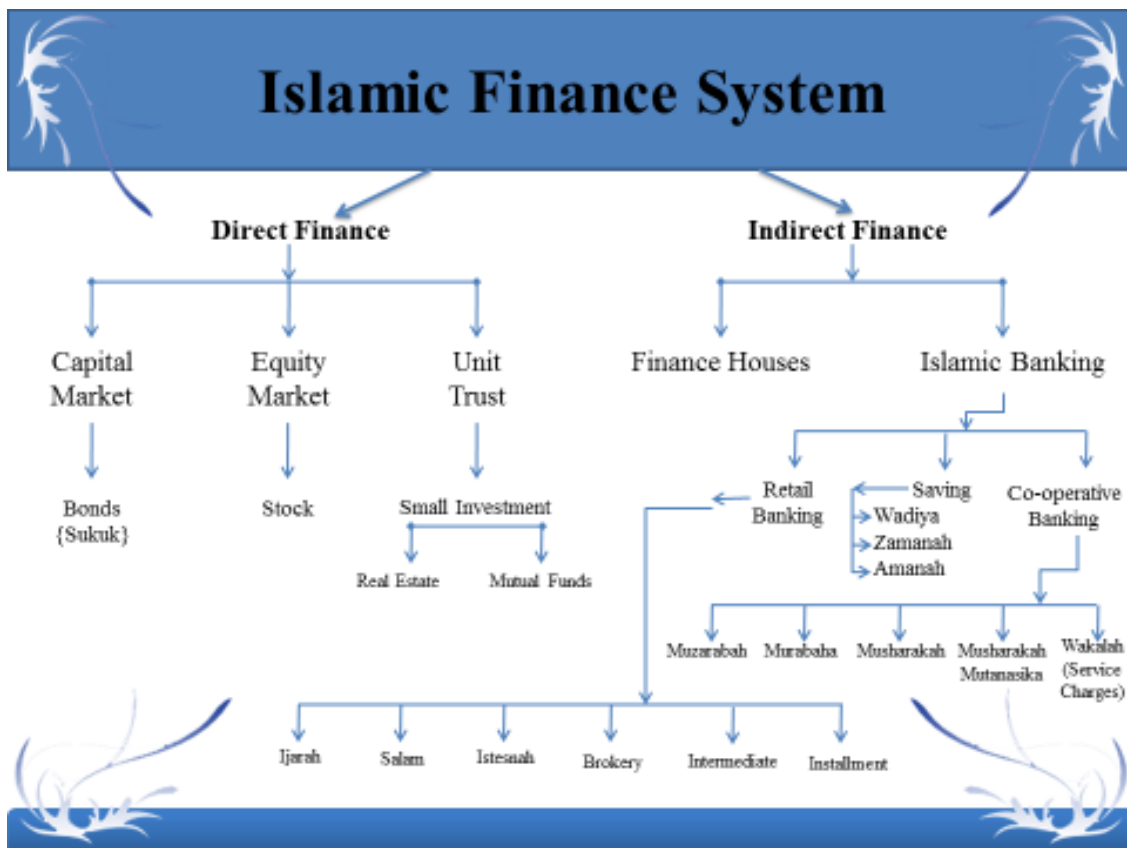 Islamic Finance System
Direct Finance
Indirect Finance
Capital
Market
Equity
Market
Unit
Trust
Finance Houses
Islamic Banking
Bonds
{Sukuk}
Stock
Small Investment
Real Estate
Mutual Funds
Retail
Banking
Saving
Wadiya
Zamanah
Amanah
Co-operative
Banking
Muzarabah
Murabaha
Musharakah
Musharakah
Mutanasika
Wakalah
(Service
Charges)
Ijarah
Salam
Istesnah
Brokery
Intermediate
Installment